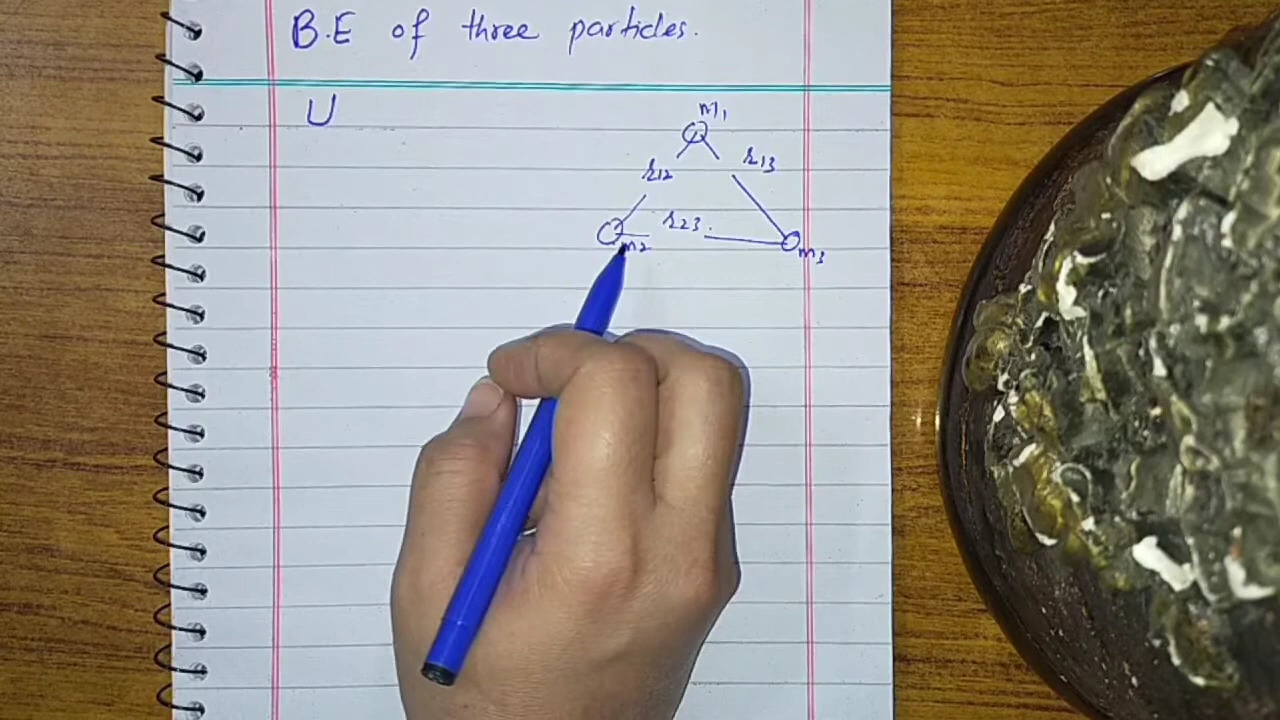 B.E of three particles.
U
m1
r12 r13
r23.
m2 m3